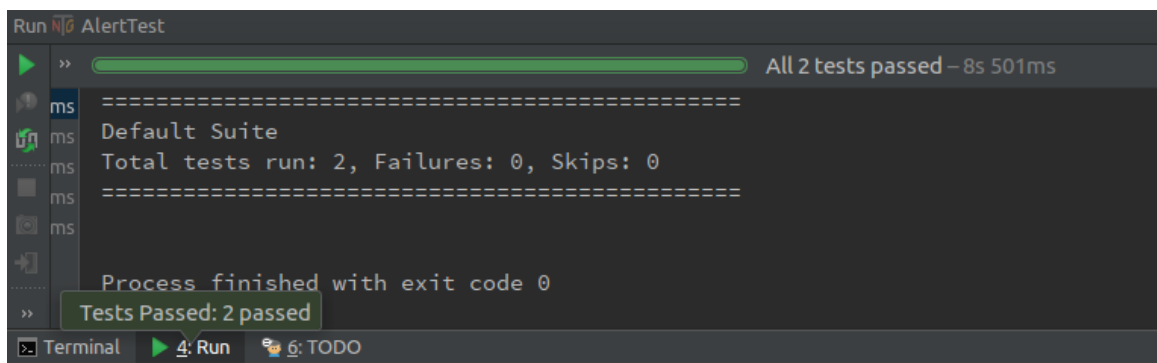 Run NG AlertTest
» All 2 tests passed – 8s 501ms
ms ===============================================
ms Default Suite
ms Total tests run: 2, Failures: 0, Skips: 0
ms ===============================================
ms
Process finished with exit code 0
» Tests Passed: 2 passed
Terminal 4: Run 6: TODO